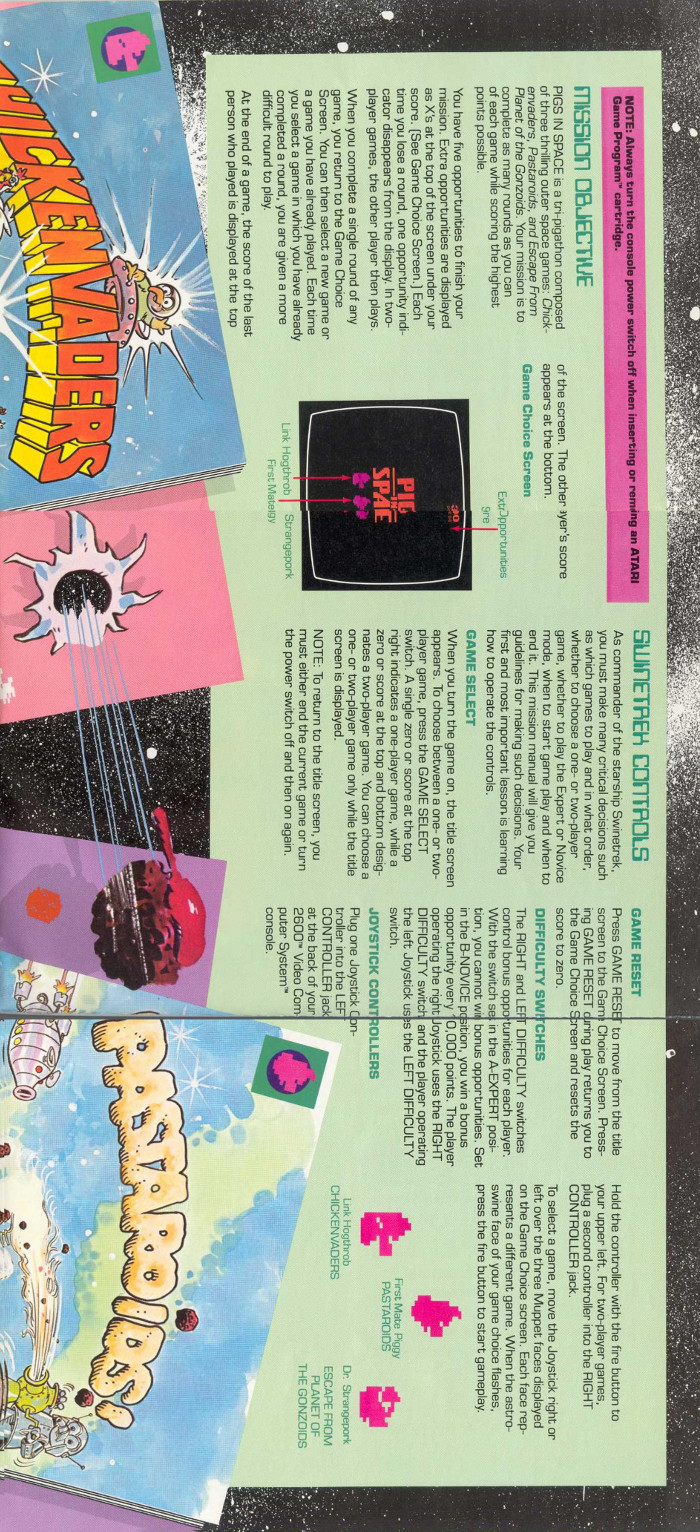 NOTE: Always turn the console power switch off when inserting or reming an ATARI
Game Program™ cartridge.
MISSION OBJECTIVE
PIGS IN SPACE is a tri-pigathon composed
of three thrilling outer space games: Chick-
envaders, Pastaroids, and Escape From
Planet of the Gonzoids. Your mission is to
complete as many rounds as you can
of each game while scoring the highest
points possible.
You have five opportunities to finish your
mission. Extra opportunities are displayed
as X's at the top of the screen under your
score. (See Game Choice Screen.) Each
time you lose a round, one opportunity indi-
cator disappears from the display. In two-
player games, the other player then plays.
When you complete a single round of any
game, you return to the Game Choice
Screen. You can then select a new game or
a game you have already played. Each time
you select a game in which you have already
completed a round, you are given a more
difficult round to play.
At the end of a game, the score of the last
person who played is displayed at the top
of the screen. The other yer's score
appears at the bottom.
Game Choice Screen
Opportunities
PIG
IN
SPAC
Link Hogthrob
Strangepork
First Mate
SWINETREK CONTROLS
As commander of the starship Swinetrek,
you must make many critical decisions such
as which games to play and in what order,
whether to choose a one- or two-player
game, whether to play the Expert or Novice
mode, when to start game play and when to
end it. This mission manual will give you
guidelines for making such decisions. Your
first and most important lesson is learning
how to operate the controls.
GAME SELECT
When you turn the game on, the title screen
appears. To choose between a one- or two-
player game, press the GAME SELECT
switch. A single zero or score at the top
right indicates a one-player game, while a
zero or score at the top and bottom desig-
nates a two-player game. You can choose a
one- or two-player game only while the title
screen is displayed.
NOTE: To return to the title screen, you
must either end the current game or turn
the power switch off and then on again.
GAME RESET
Press GAME RESET to move from the title
screen to the Game Choice Screen. Press-
ing GAME RESET during play returns you to
the Game Choice Screen and resets the
score to zero.
DIFFICULTY SWITCHES
The RIGHT and LEFT DIFFICULTY switches
control bonus opportunities for each player.
With the switch set in the A-EXPERT posi-
tion, you cannot win bonus opportunities. Set
in the B-NOVICE position, you win a bonus
opportunity every 10,000 points. The player
operating the right Joystick uses the RIGHT
DIFFICULTY switch and the player operating
the left Joystick uses the LEFT DIFFICULTY
switch.
JOYSTICK CONTROLLERS
Plug one Joystick Con-
troller into the LEFT
CONTROLLER jack
at the back of your
2600™ Video Com-
puter System™
console.
Hold the controller with the fire button to
your upper left. For two-player games,
plug a second controller into the RIGHT
CONTROLLER jack.
To select a game, move the Joystick right or
left over the three Muppet faces displayed
on the Game Choice screen. Each face rep-
resents a different game. When the astro-
swine face of your game choice flashes,
press the fire button to start gameplay.
Link Hogthrob
CHICKENVADERS
First Mate Piggy
PASTAROIDS
Dr. Strangepork
ESCAPE FROM
PLANET OF
THE GONZOIDS
HICKENVADERS
PASTAROIDS!